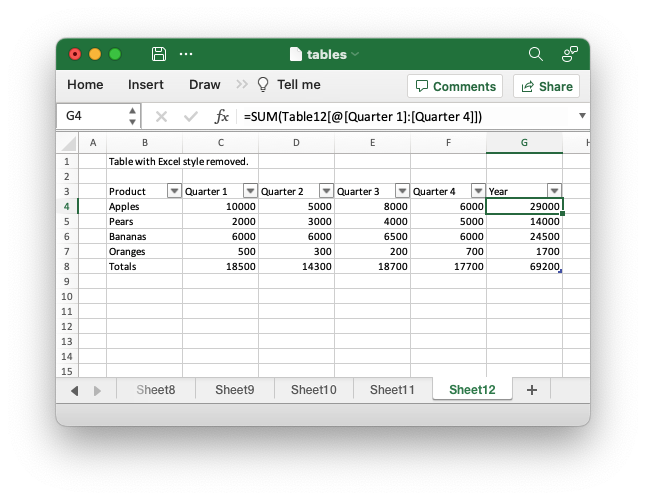 tables
Home Insert Draw Tell me Comments Share
G4 fx =SUM(Table12[@[Quarter 1]:[Quarter 4]])
A B C D E F G
1 Table with Excel style removed.
2
3 Product Quarter 1 Quarter 2 Quarter 3 Quarter 4 Year
4 Apples 10000 5000 8000 6000 29000
5 Pears 2000 3000 4000 5000 14000
6 Bananas 6000 6000 6500 6000 24500
7 Oranges 500 300 200 700 1700
8 Totals 18500 14300 18700 17700 69200
9
10
11
12
13
14
15
Sheet8 Sheet9 Sheet10 Sheet11 Sheet12 +